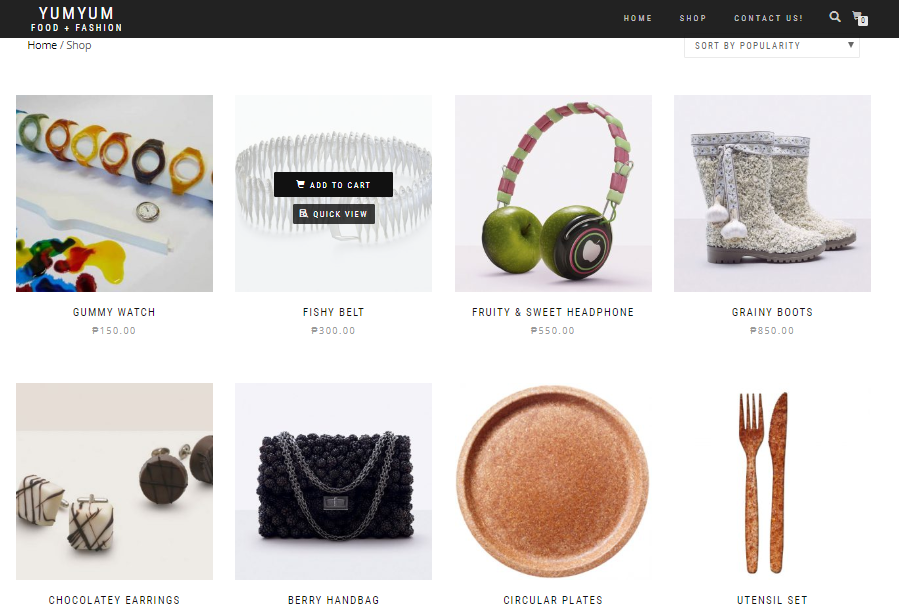 YUMYUM
FOOD + FASHION
HOME SHOP CONTACT US! 0
Home / Shop
SORT BY POPULARITY
ADD TO CART
QUICK VIEW
GUMMY WATCH FISHY BELT FRUITY & SWEET HEADPHONE GRAINY BOOTS
₱150.00 ₱300.00 ₱550.00 ₱850.00
CHOCOLATEY EARRINGS BERRY HANDBAG CIRCULAR PLATES UTENSIL SET